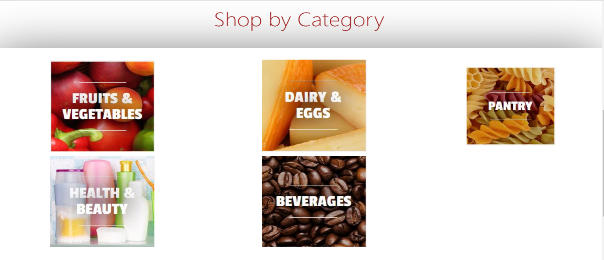 Shop by Category
FRUITS &
VEGETABLES
DAIRY &
EGGS
PANTRY
HEALTH &
BEAUTY
BEVERAGES